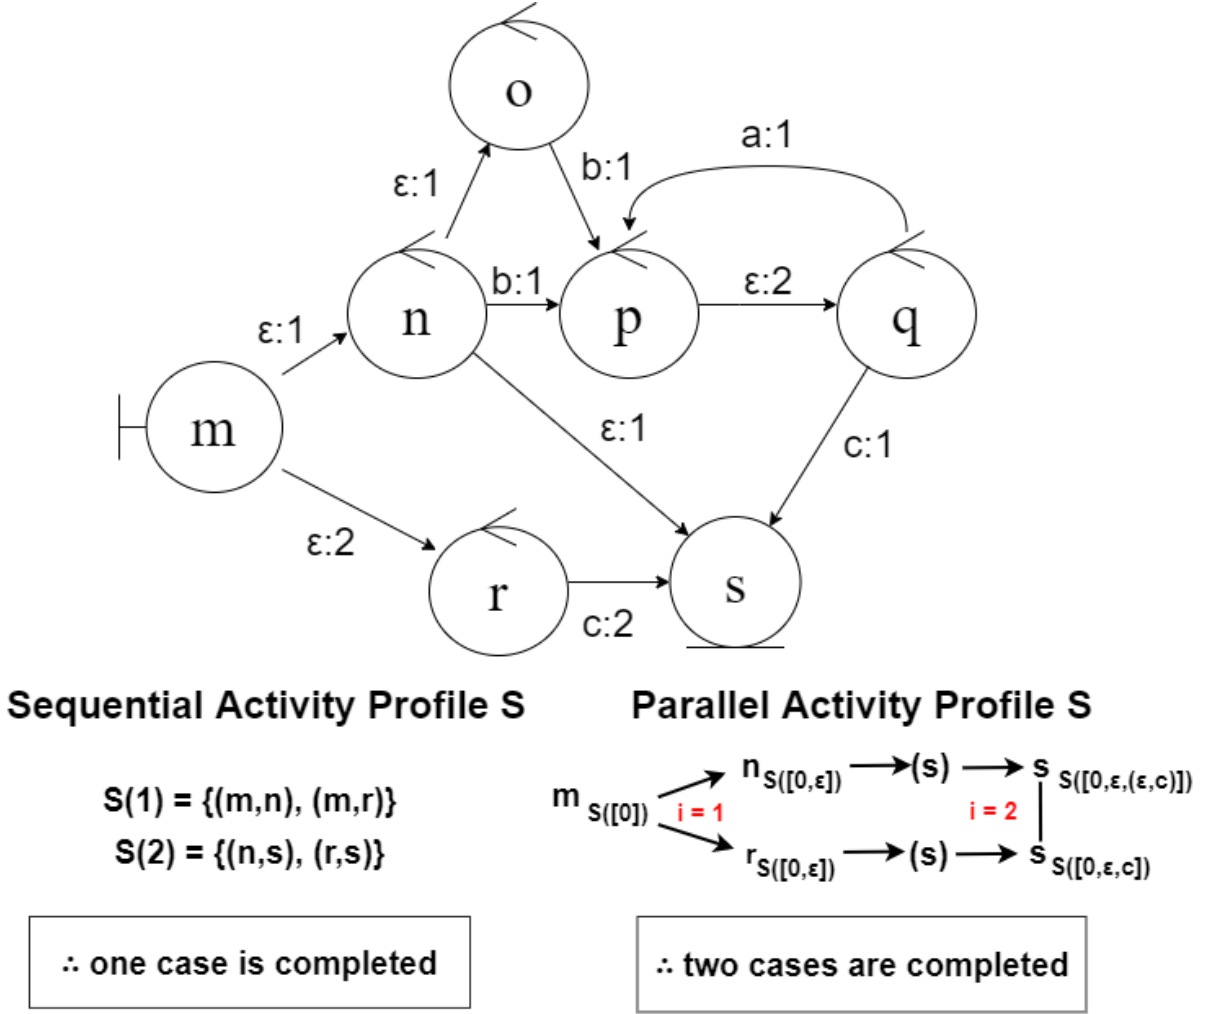 o
a:1
ε:1
b:1
n
b:1
p
ε:2
q
ε:1
m
ε:1
c:1
ε:2
r
c:2
s
Sequential Activity Profile S
S(1) = {(m,n), (m,r)}
S(2) = {(n,s), (r,s)}
∴ one case is completed
Parallel Activity Profile S
m S([0])
i = 1
n S([0,ε])
(s)
s S([0,ε,(ε,c)])
i = 2
r S([0,ε])
(s)
s S([0,ε,c])
∴ two cases are completed